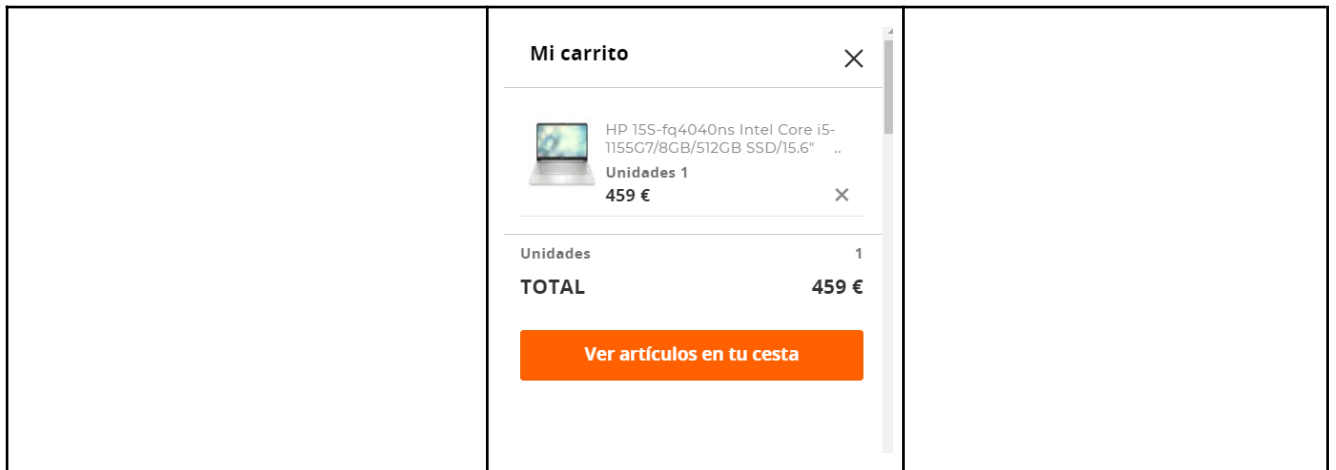 Mi carrito
HP 15S-fq4040ns Intel Core i5-
1155G7/8GB/512GB SSD/15.6" ..
Unidades 1
459 €
Unidades 1
TOTAL 459 €
Ver artículos en tu cesta